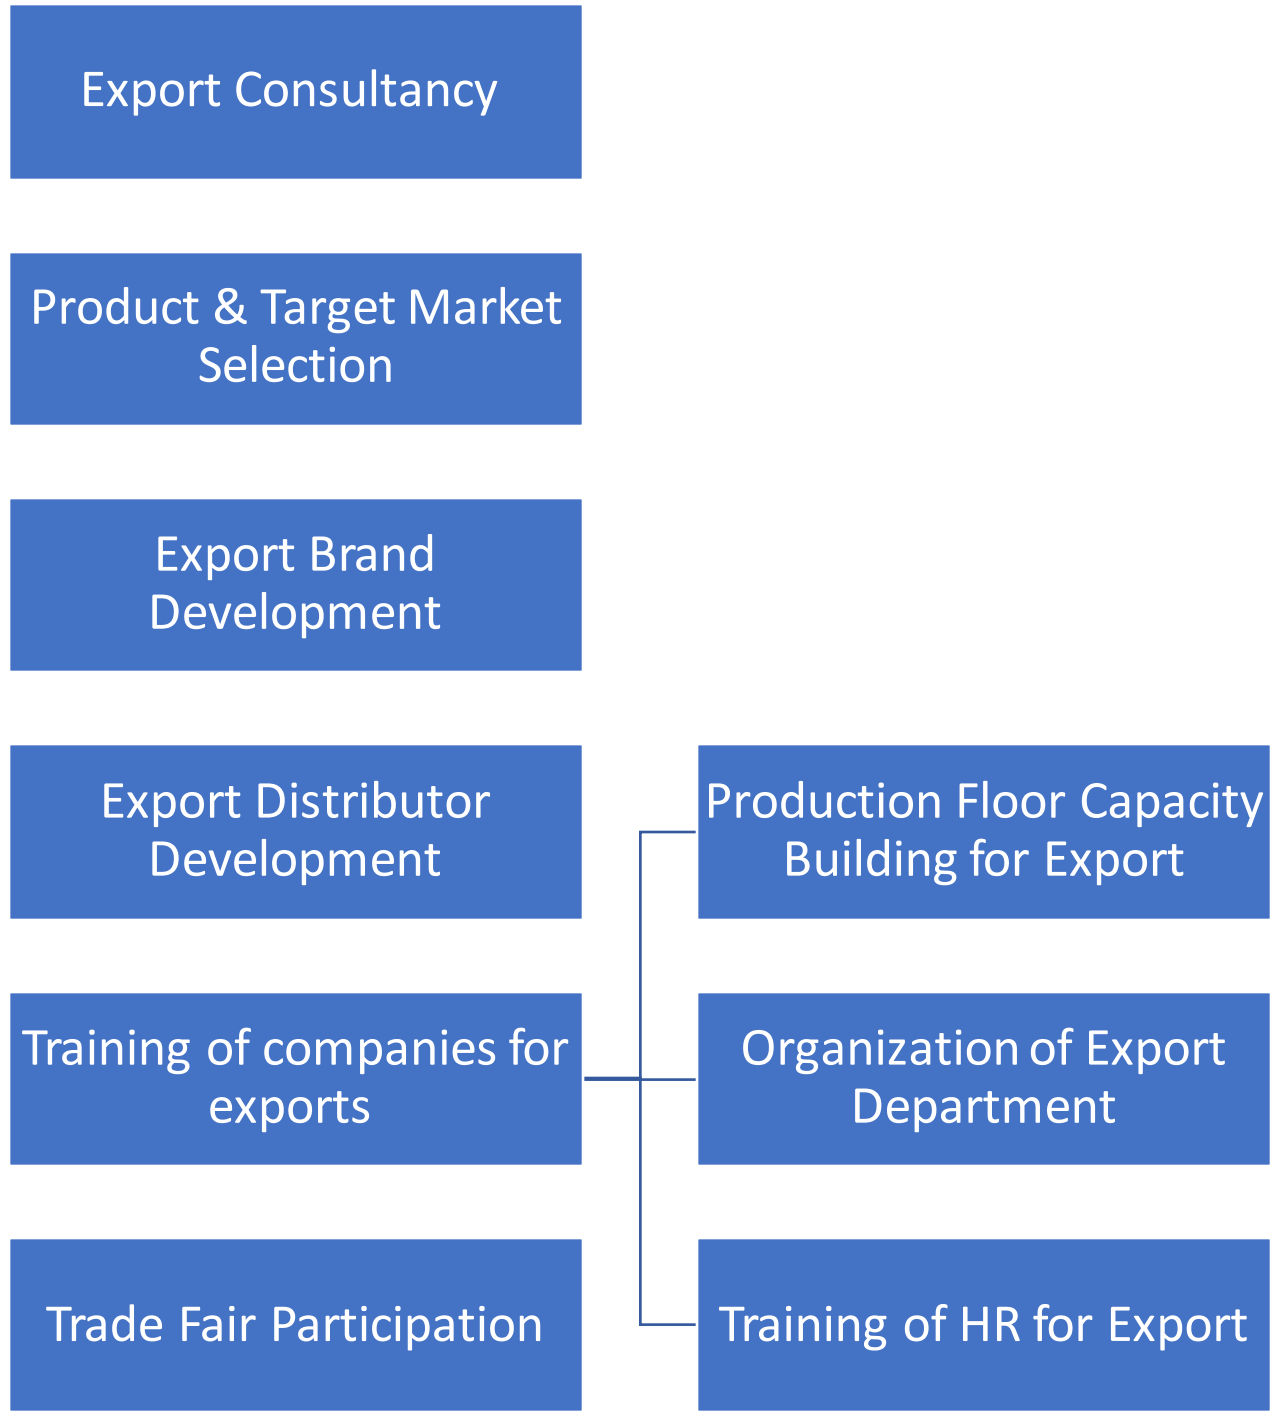 Export Consultancy
Product & Target Market
Selection
Export Brand
Development
Export Distributor
Development
Training of companies for
exports
Trade Fair Participation
Production Floor Capacity
Building for Export
Organization of Export
Department
Training of HR for Export